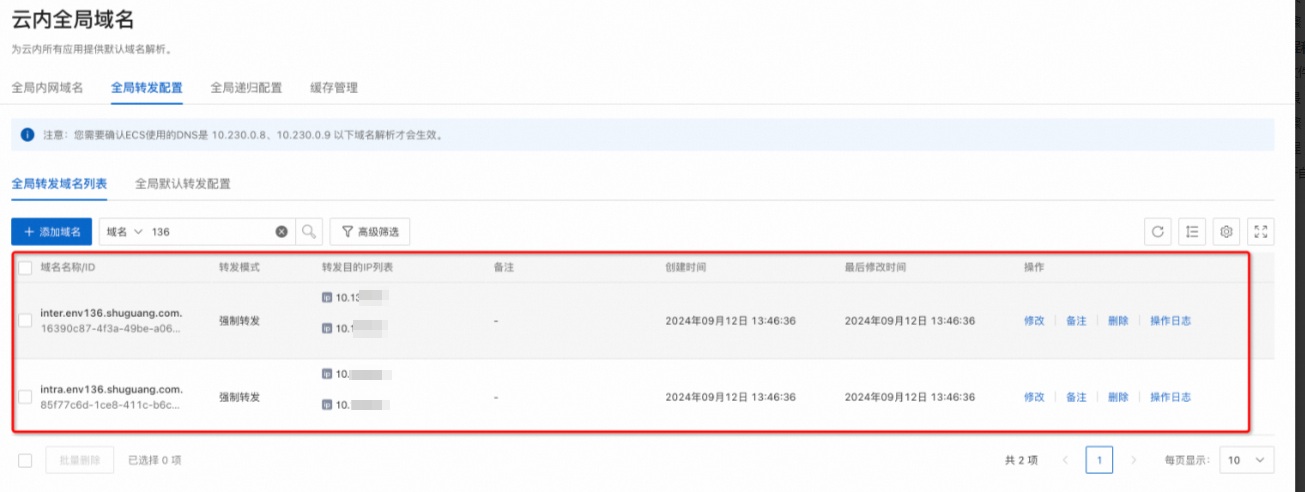 云内全局域名
为云内所有应用提供默认域名解析。
全局内网域名 全局转发配置 全局递归配置 缓存管理
注意：您需要确认ECS使用的DNS是 10.230.0.8、10.230.0.9 以下域名解析才会生效。
全局转发域名列表 全局默认转发配置
+ 添加域名 域名 136 高级筛选
域名名称/ID 转发模式 转发目的IP列表 备注 创建时间 最后修改时间 操作
IP 10.13
inter.env136.shuguang.com.
16390c87-4f3a-49be-a06... 强制转发 - 2024年09月12日 13:46:36 2024年09月12日 13:46:36 修改 备注 删除 操作日志
IP 10.1
IP 10.
intra.env136.shuguang.com.
85f77c6d-1ce8-411c-b6c... 强制转发 - 2024年09月12日 13:46:36 2024年09月12日 13:46:36 修改 备注 删除 操作日志
IP 10.
批量删除 已选择 0 项 共 2 项 1 每页显示： 10